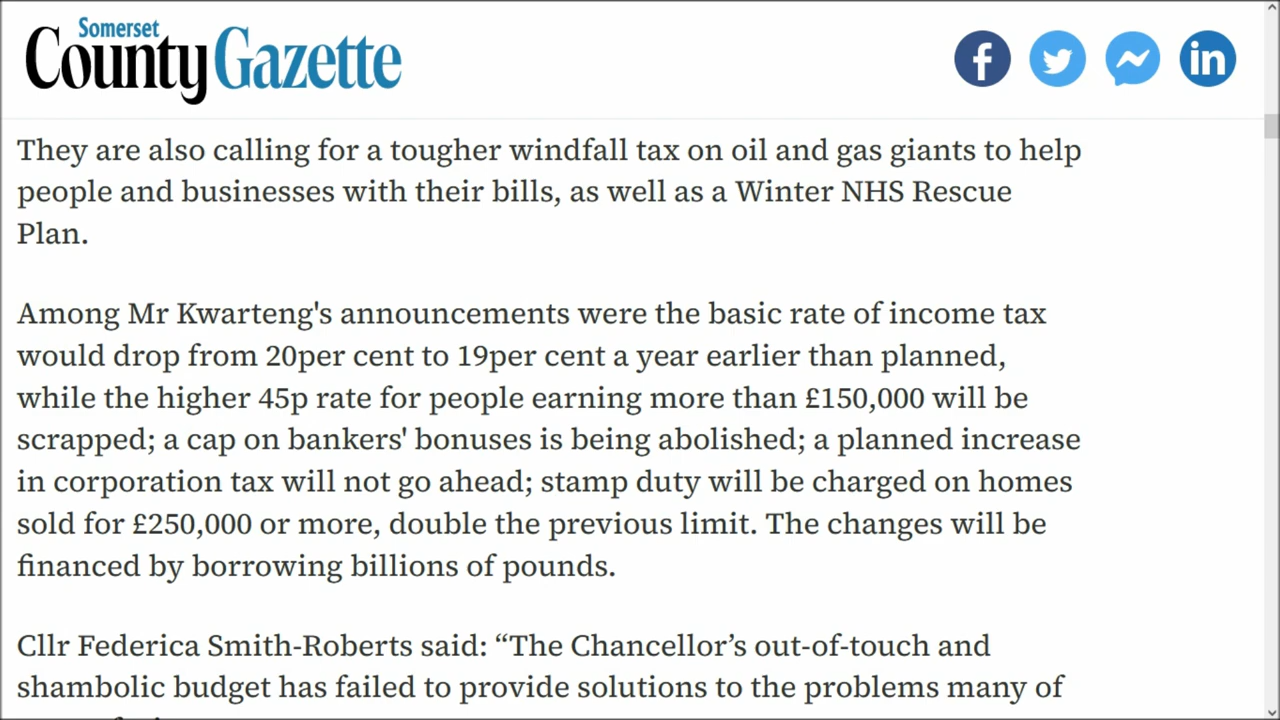 Somerset
County Gazette
They are also calling for a tougher windfall tax on oil and gas giants to help
people and businesses with their bills, as well as a Winter NHS Rescue
Plan.
Among Mr Kwarteng's announcements were the basic rate of income tax
would drop from 20per cent to 19per cent a year earlier than planned,
while the higher 45p rate for people earning more than £150,000 will be
scrapped; a cap on bankers' bonuses is being abolished; a planned increase
in corporation tax will not go ahead; stamp duty will be charged on homes
sold for £250,000 or more, double the previous limit. The changes will be
financed by borrowing billions of pounds.
Cllr Federica Smith-Roberts said: “The Chancellor’s out-of-touch and
shambolic budget has failed to provide solutions to the problems many of